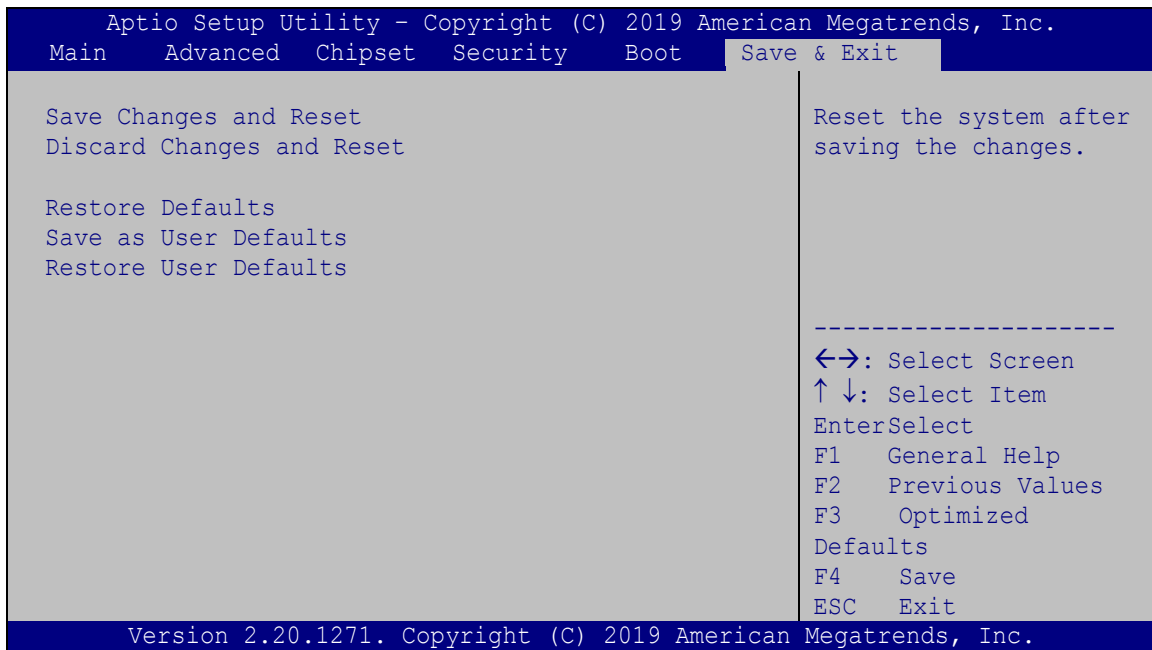 Aptio Setup Utility – Copyright (C) 2019 American Megatrends, Inc.
Main Advanced Chipset Security Boot Save & Exit
Save Changes and Reset
Discard Changes and Reset
Restore Defaults
Save as User Defaults
Restore User Defaults
Reset the system after
saving the changes.
---------------------
←→: Select Screen
↑ ↓: Select Item
EnterSelect
F1 General Help
F2 Previous Values
F3 Optimized
Defaults
F4 Save
ESC Exit
Version 2.20.1271. Copyright (C) 2019 American Megatrends, Inc.